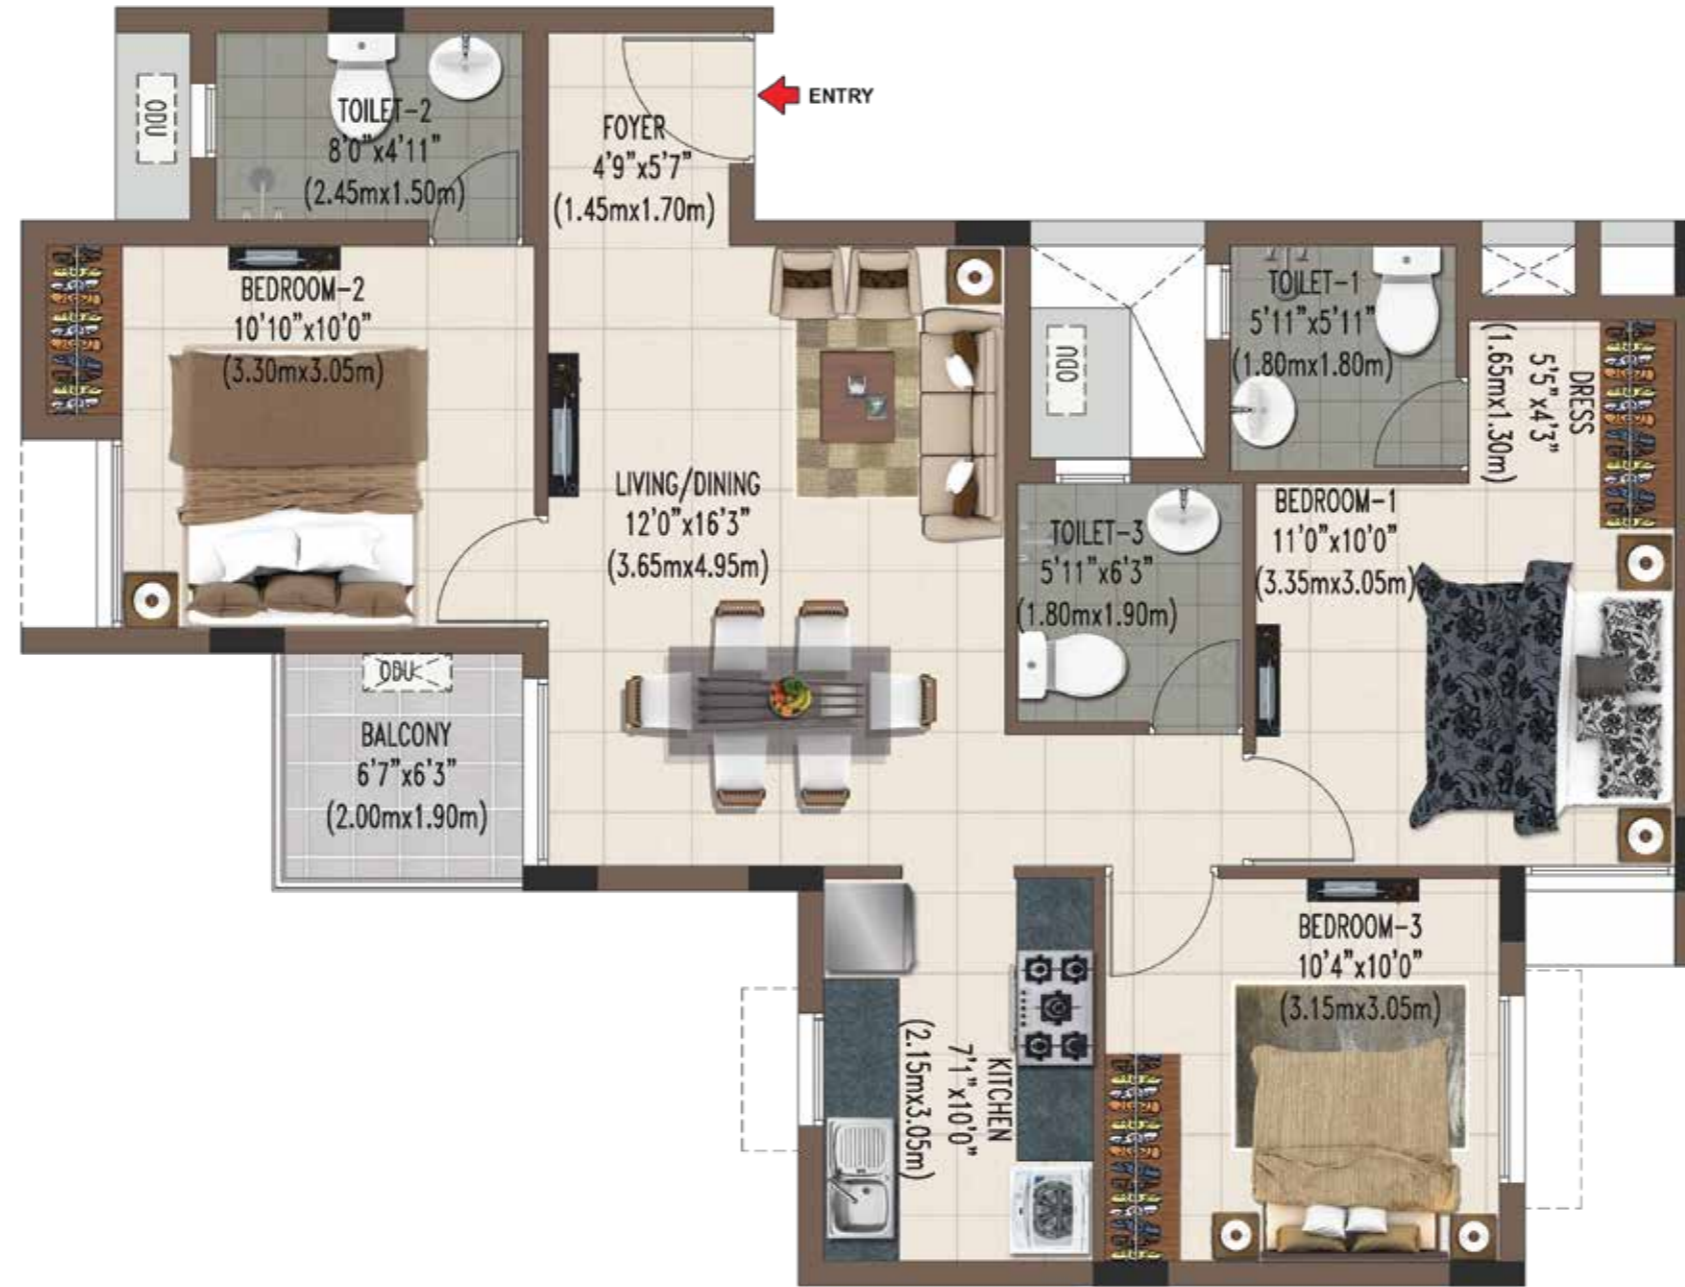 ODU
TOILET-2
8'0"x4'11"
(2.45mx1.50m)
FOYER
4'9"x5'7"
(1.45mx1.70m)
ENTRY
BEDROOM-2
10'10"x10'0"
(3.30mx3.05m)
LIVING/DINING
12'0"x16'3"
(3.65mx4.95m)
ODU
TOILET-1
5'11"x5'11"
(1.80mx1.80m)
DRESS
5'5"x4'3"
(1.65mx1.30m)
TOILET-3
5'11"x6'3"
(1.80mx1.90m)
BEDROOM-1
11'0"x10'0"
(3.35mx3.05m)
ODU
BALCONY
6'7"x6'3"
(2.00mx1.90m)
KITCHEN
7'1"x10'0"
(2.15mx3.05m)
BEDROOM-3
10'4"x10'0"
(3.15mx3.05m)